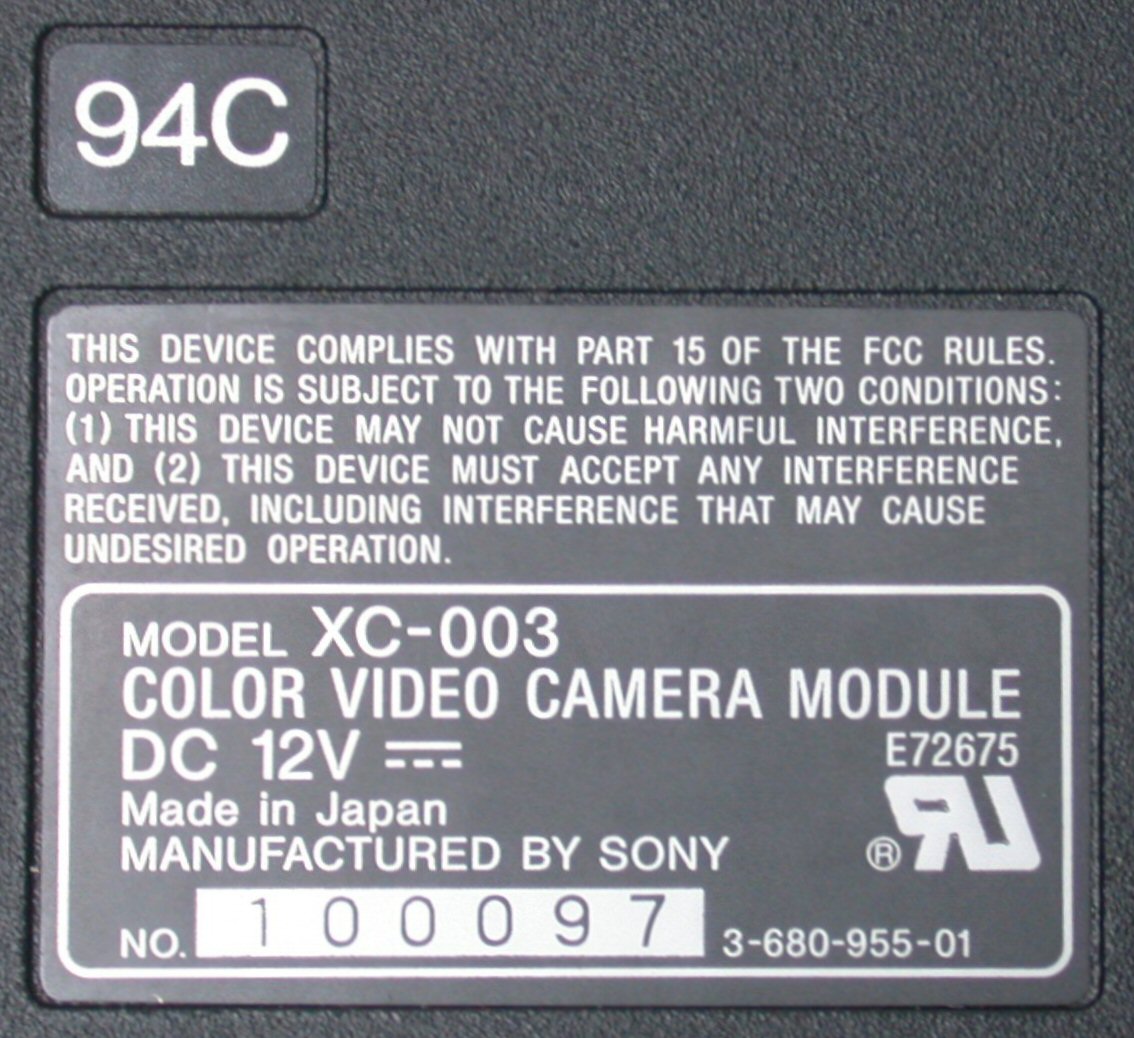 94C
THIS DEVICE COMPLIES WITH PART 15 OF THE FCC RULES.
OPERATION IS SUBJECT TO THE FOLLOWING TWO CONDITIONS:
(1) THIS DEVICE MAY NOT CAUSE HARMFUL INTERFERENCE,
AND (2) THIS DEVICE MUST ACCEPT ANY INTERFERENCE
RECEIVED, INCLUDING INTERFERENCE THAT MAY CAUSE
UNDESIRED OPERATION.
MODEL XC-003
COLOR VIDEO CAMERA MODULE
DC 12V ⎓
E72675
Made in Japan
MANUFACTURED BY SONY
® RU
NO. 100097 3-680-955-01